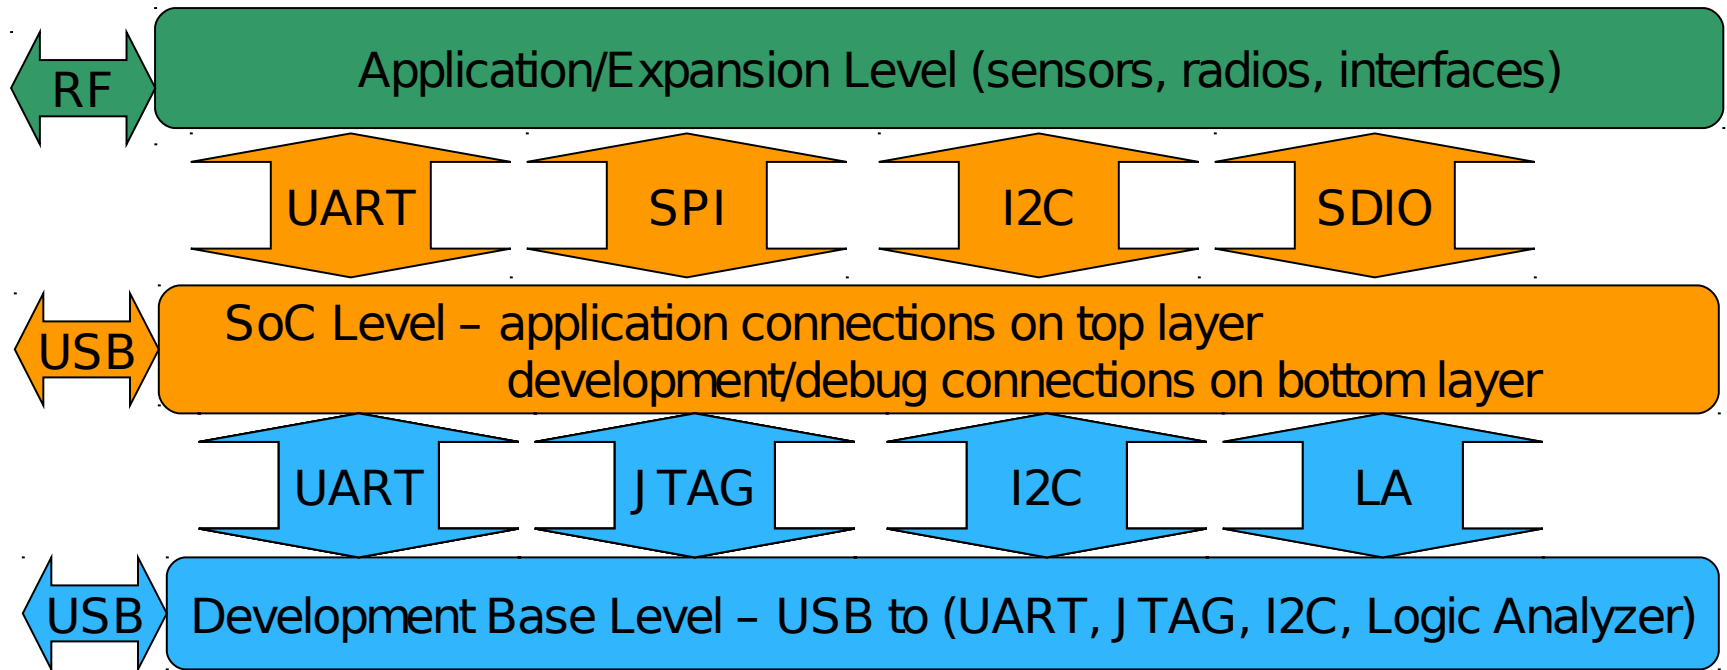 RF
Application/Expansion Level (sensors, radios, interfaces)
UART
SPI
I2C
SDIO
USB
SoC Level – application connections on top layer
development/debug connections on bottom layer
UART
JTAG
I2C
LA
USB
Development Base Level – USB to (UART, JTAG, I2C, Logic Analyzer)